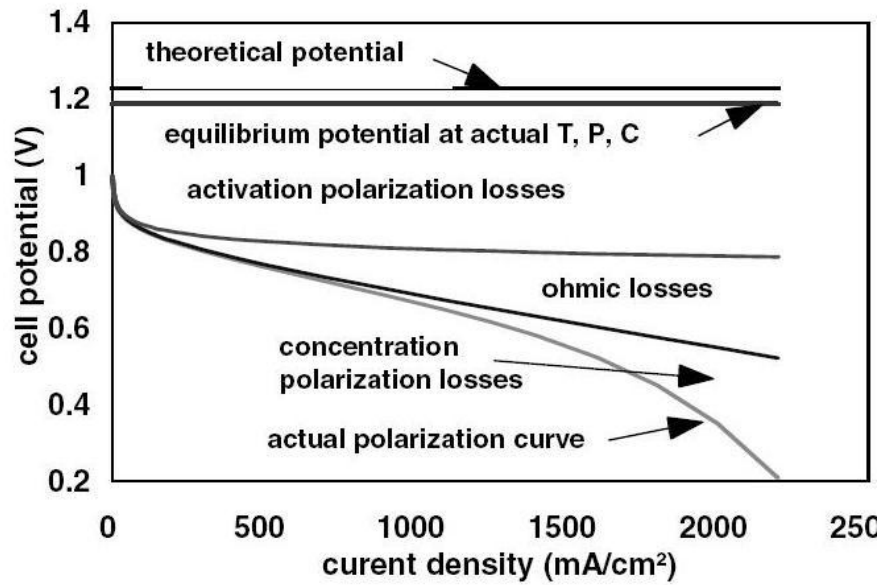 1.4
theoretical potential
1.2
equilibrium potential at actual T, P, C
1
activation polarization losses
0.8
ohmic losses
0.6
concentration
polarization losses
0.4
actual polarization curve
0.2
cell potential (V)
0 500 1000 1500 2000 250
curent density (mA/cm²)